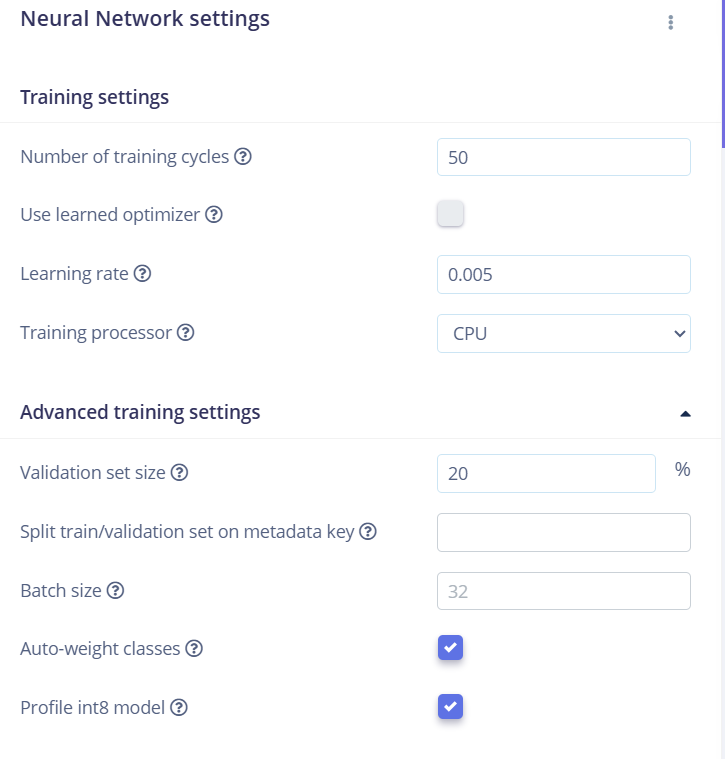 Neural Network settings
Training settings
Number of training cycles ?
50
Use learned optimizer ?
Learning rate ?
0.005
Training processor ?
CPU
Advanced training settings
Validation set size ?
20
%
Split train/validation set on metadata key ?
Batch size ?
32
Auto-weight classes ?
Profile int8 model ?